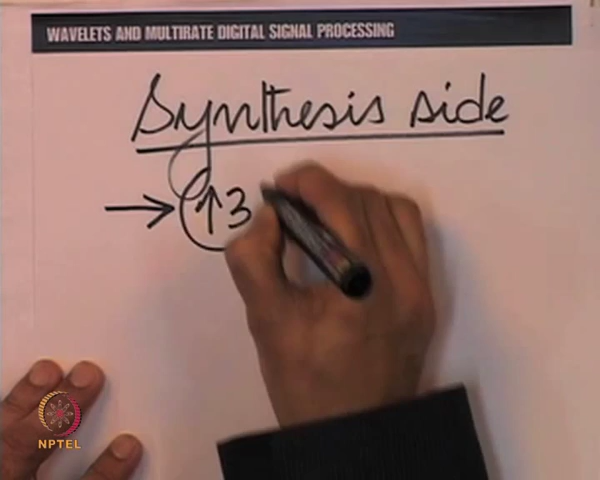 WAVELETS AND MULTIRATE DIGITAL SIGNAL PROCESSING
Synthesis side
→ ↑3
NPTEL